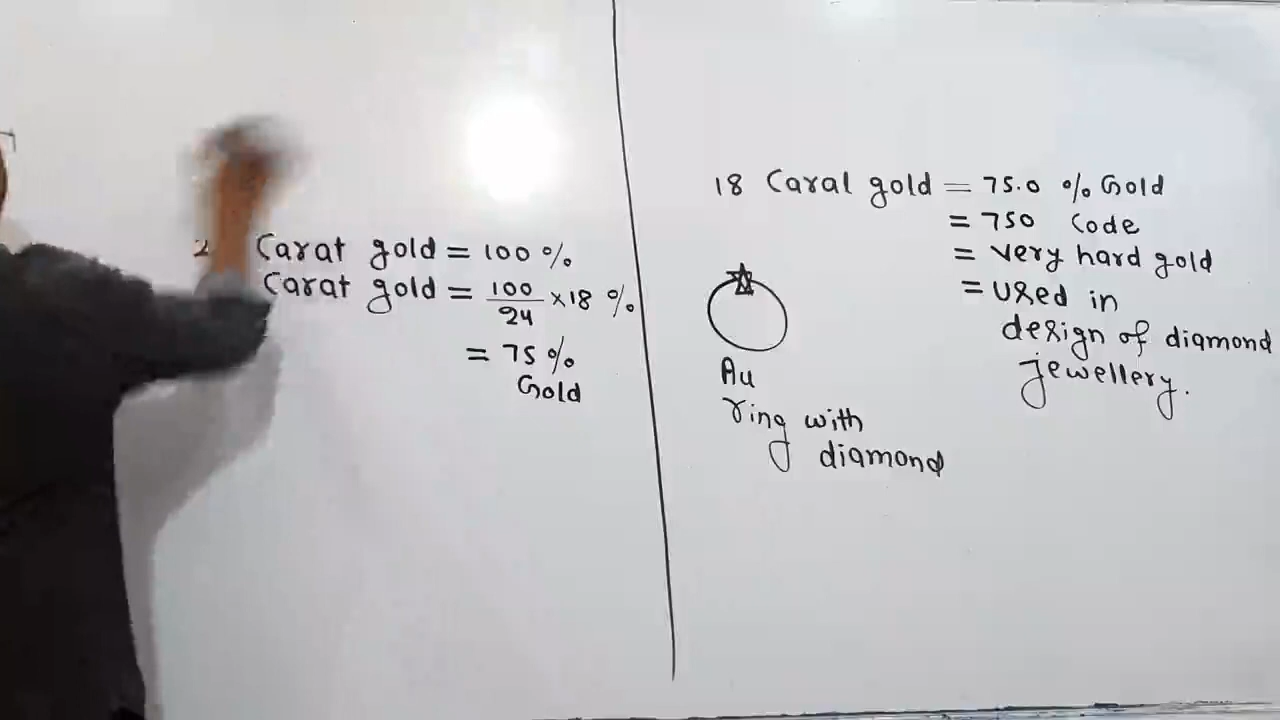 2 Carat gold = 100 %
Carat gold = 100/24 × 18 %
= 75 %
Gold
18 Caral gold = 75.0 % Gold
= 750 Code
= very hard gold
= used in
design of diamond
jewellery.
Au
ring with
diamond